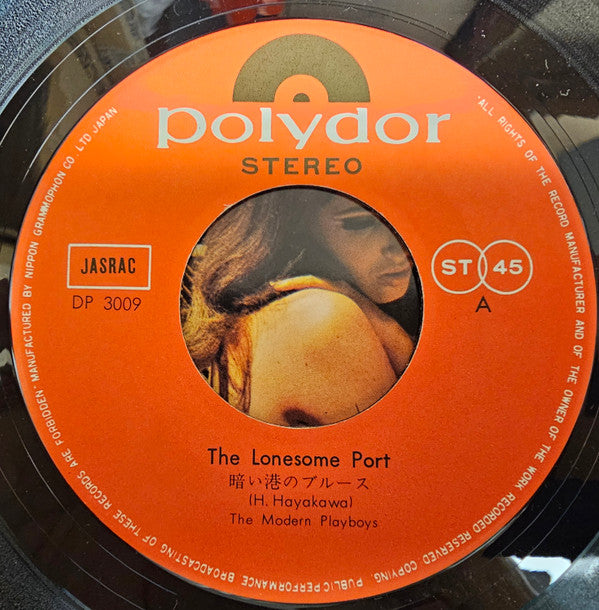 polydor
STEREO
JASRAC
DP 3009
ST 45
A
The Lonesome Port
暗い港のブルース
(H. Hayakawa)
The Modern Playboys
ALL RIGHTS OF THE RECORD MANUFACTURER AND OF THE OWNER OF THE WORK RECORDED RESERVED. COPYING, PUBLIC PERFORMANCE BROADCASTING OF THESE RECORDS ARE FORBIDDEN · MANUFACTURED BY NIPPON GRAMMOPHON CO. LTD. JAPAN